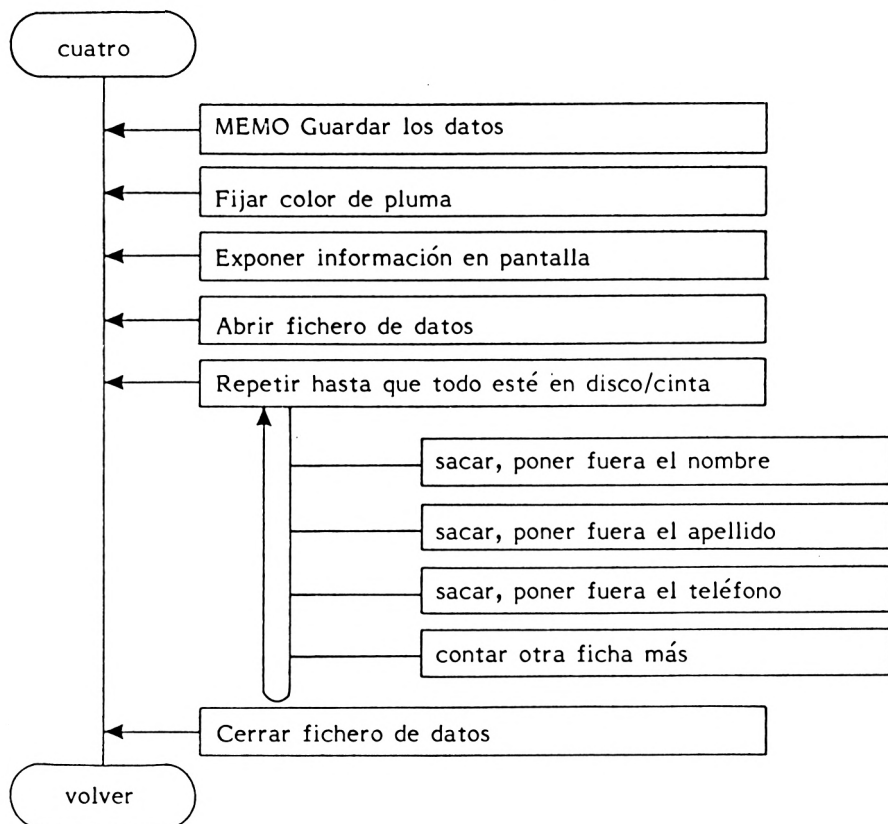 cuatro
MEMO Guardar los datos
Fijar color de pluma
Exponer información en pantalla
Abrir fichero de datos
Repetir hasta que todo esté en disco/cinta
sacar, poner fuera el nombre
sacar, poner fuera el apellido
sacar, poner fuera el teléfono
contar otra ficha más
Cerrar fichero de datos
volver